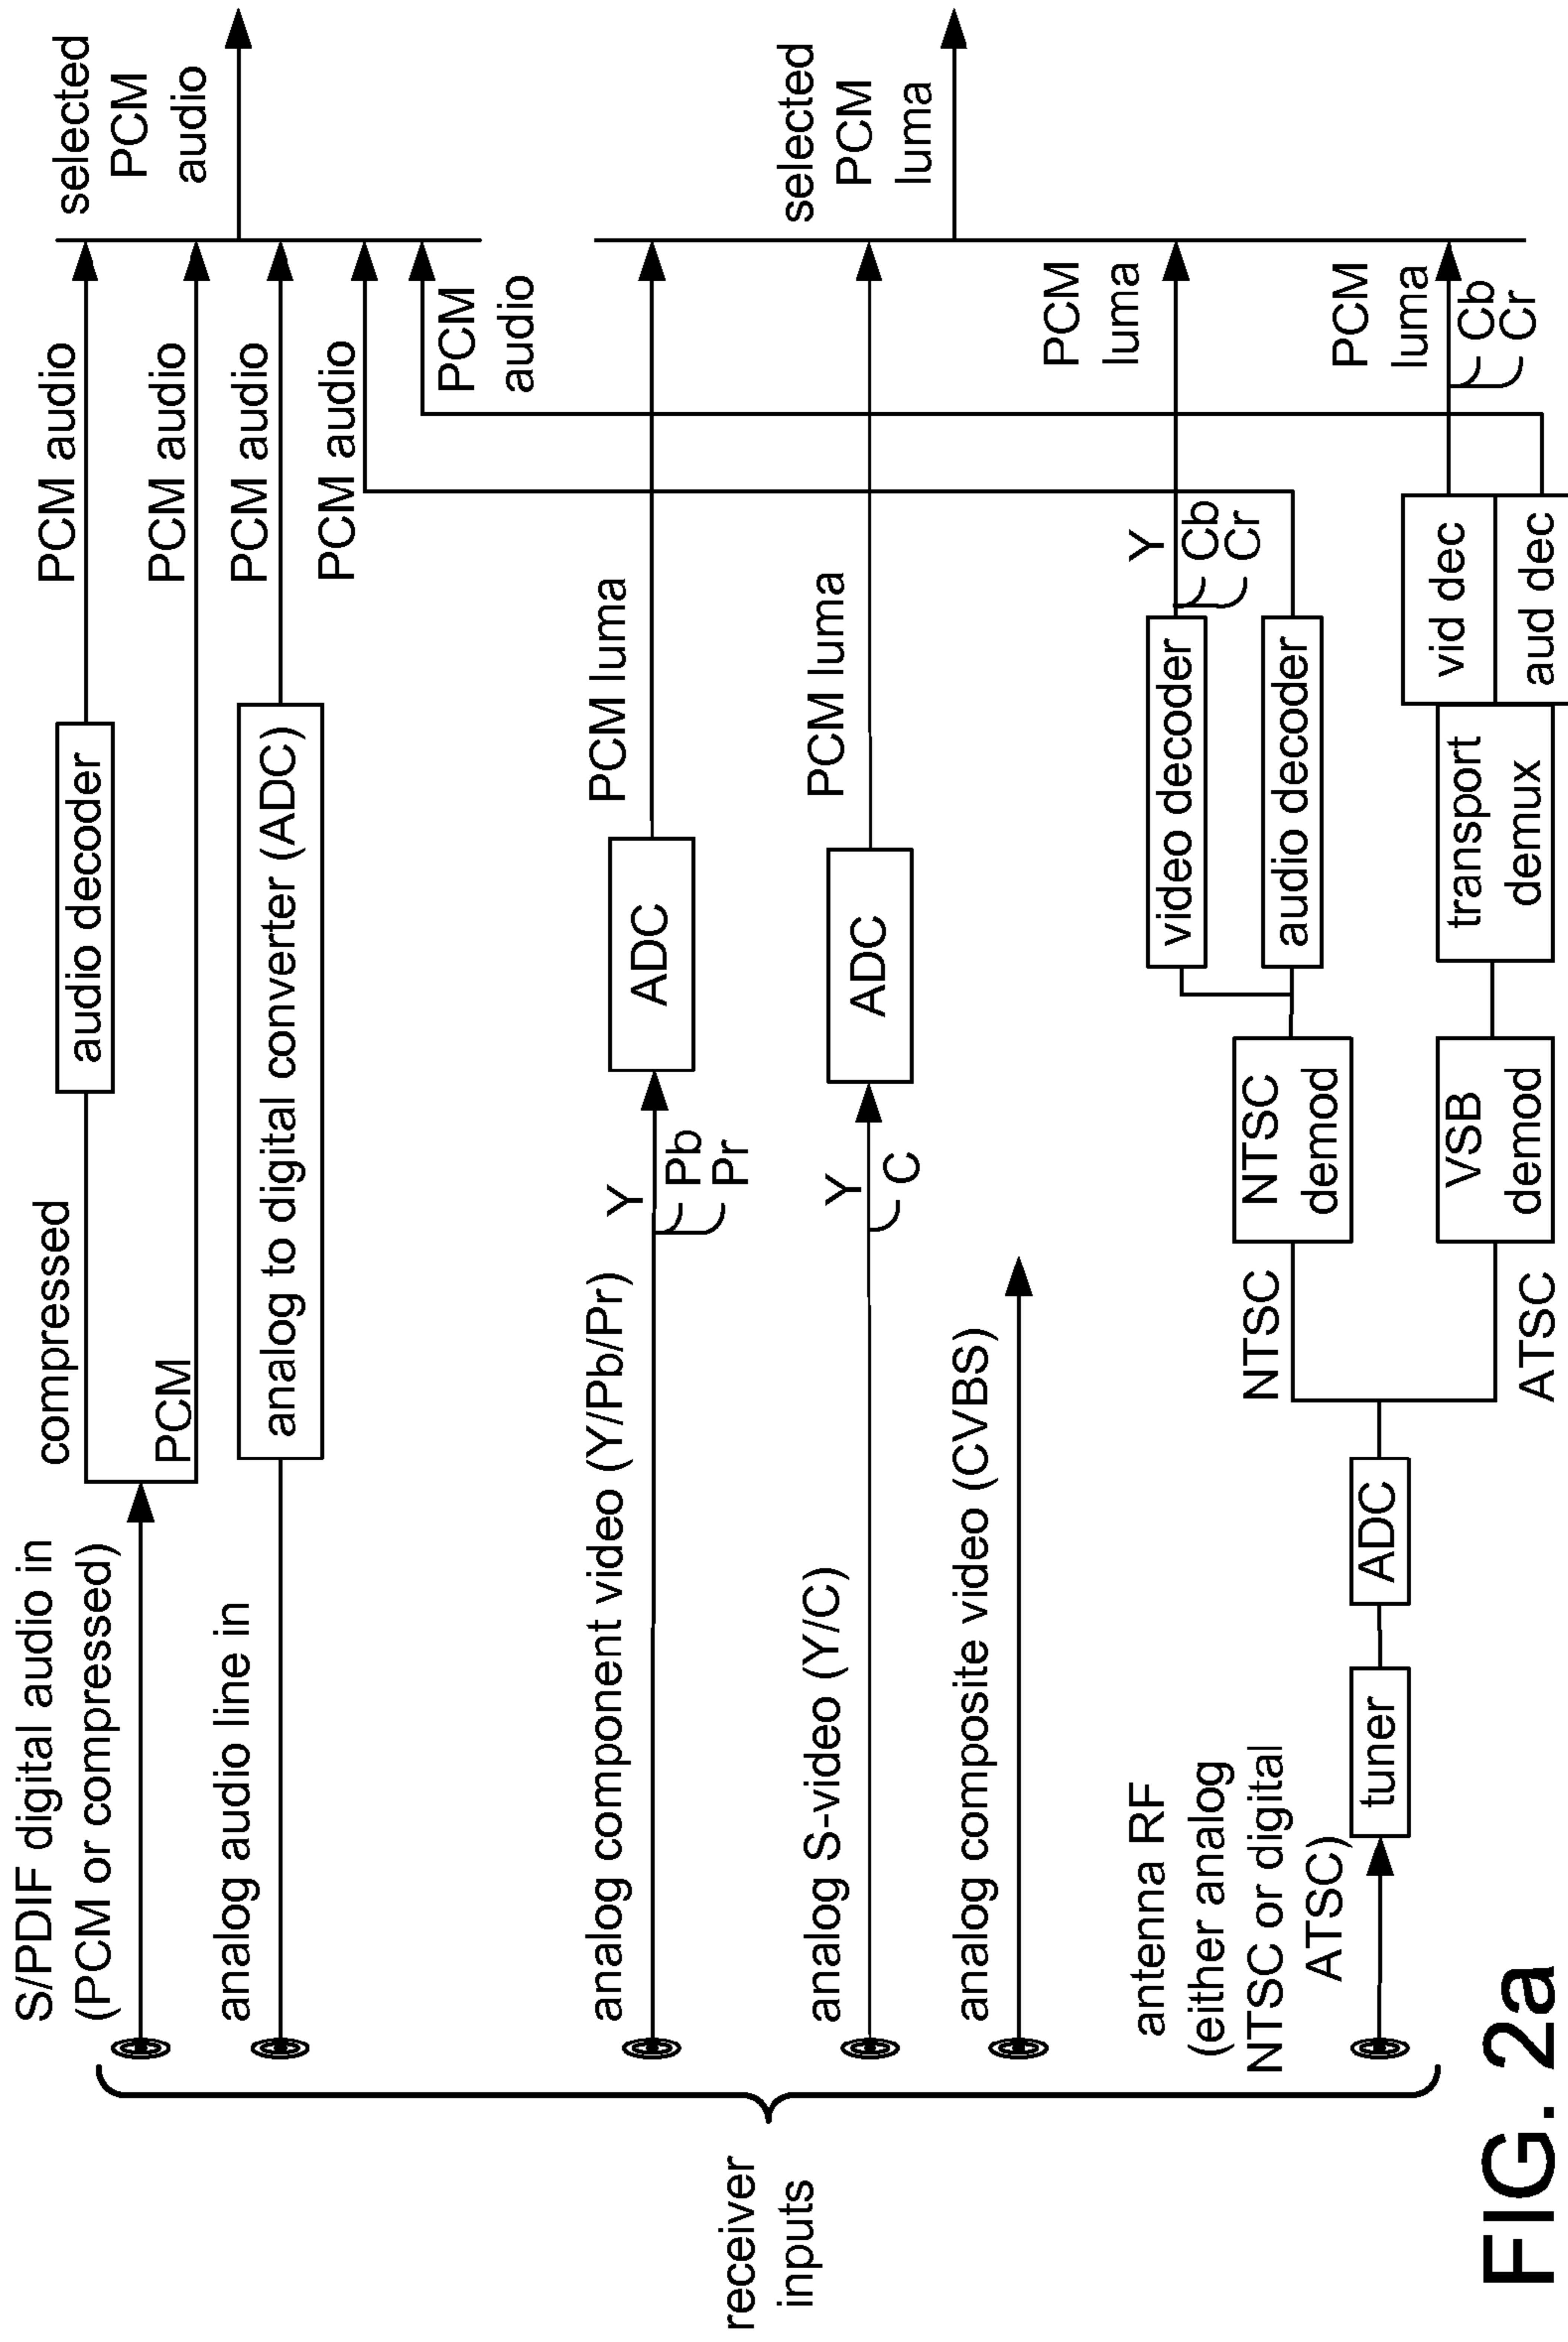 receiver
inputs
S/PDIF digital audio in
(PCM or compressed)
compressed
audio decoder
PCM audio
selected
PCM
audio
PCM
PCM audio
analog audio line in
analog to digital converter (ADC)
PCM audio
PCM audio
PCM
audio
analog component video (Y/Pb/Pr)
Y
Pb
Pr
ADC
PCM luma
selected
PCM
luma
analog S-video (Y/C)
Y
C
ADC
PCM luma
analog composite video (CVBS)
antenna RF
(either analog
NTSC or digital
ATSC)
tuner
ADC
NTSC
NTSC
demod
video decoder
audio decoder
Y
Cb
Cr
PCM
luma
ATSC
VSB
demod
transport
demux
vid dec
aud dec
PCM
luma
Cb
Cr
FIG. 2a